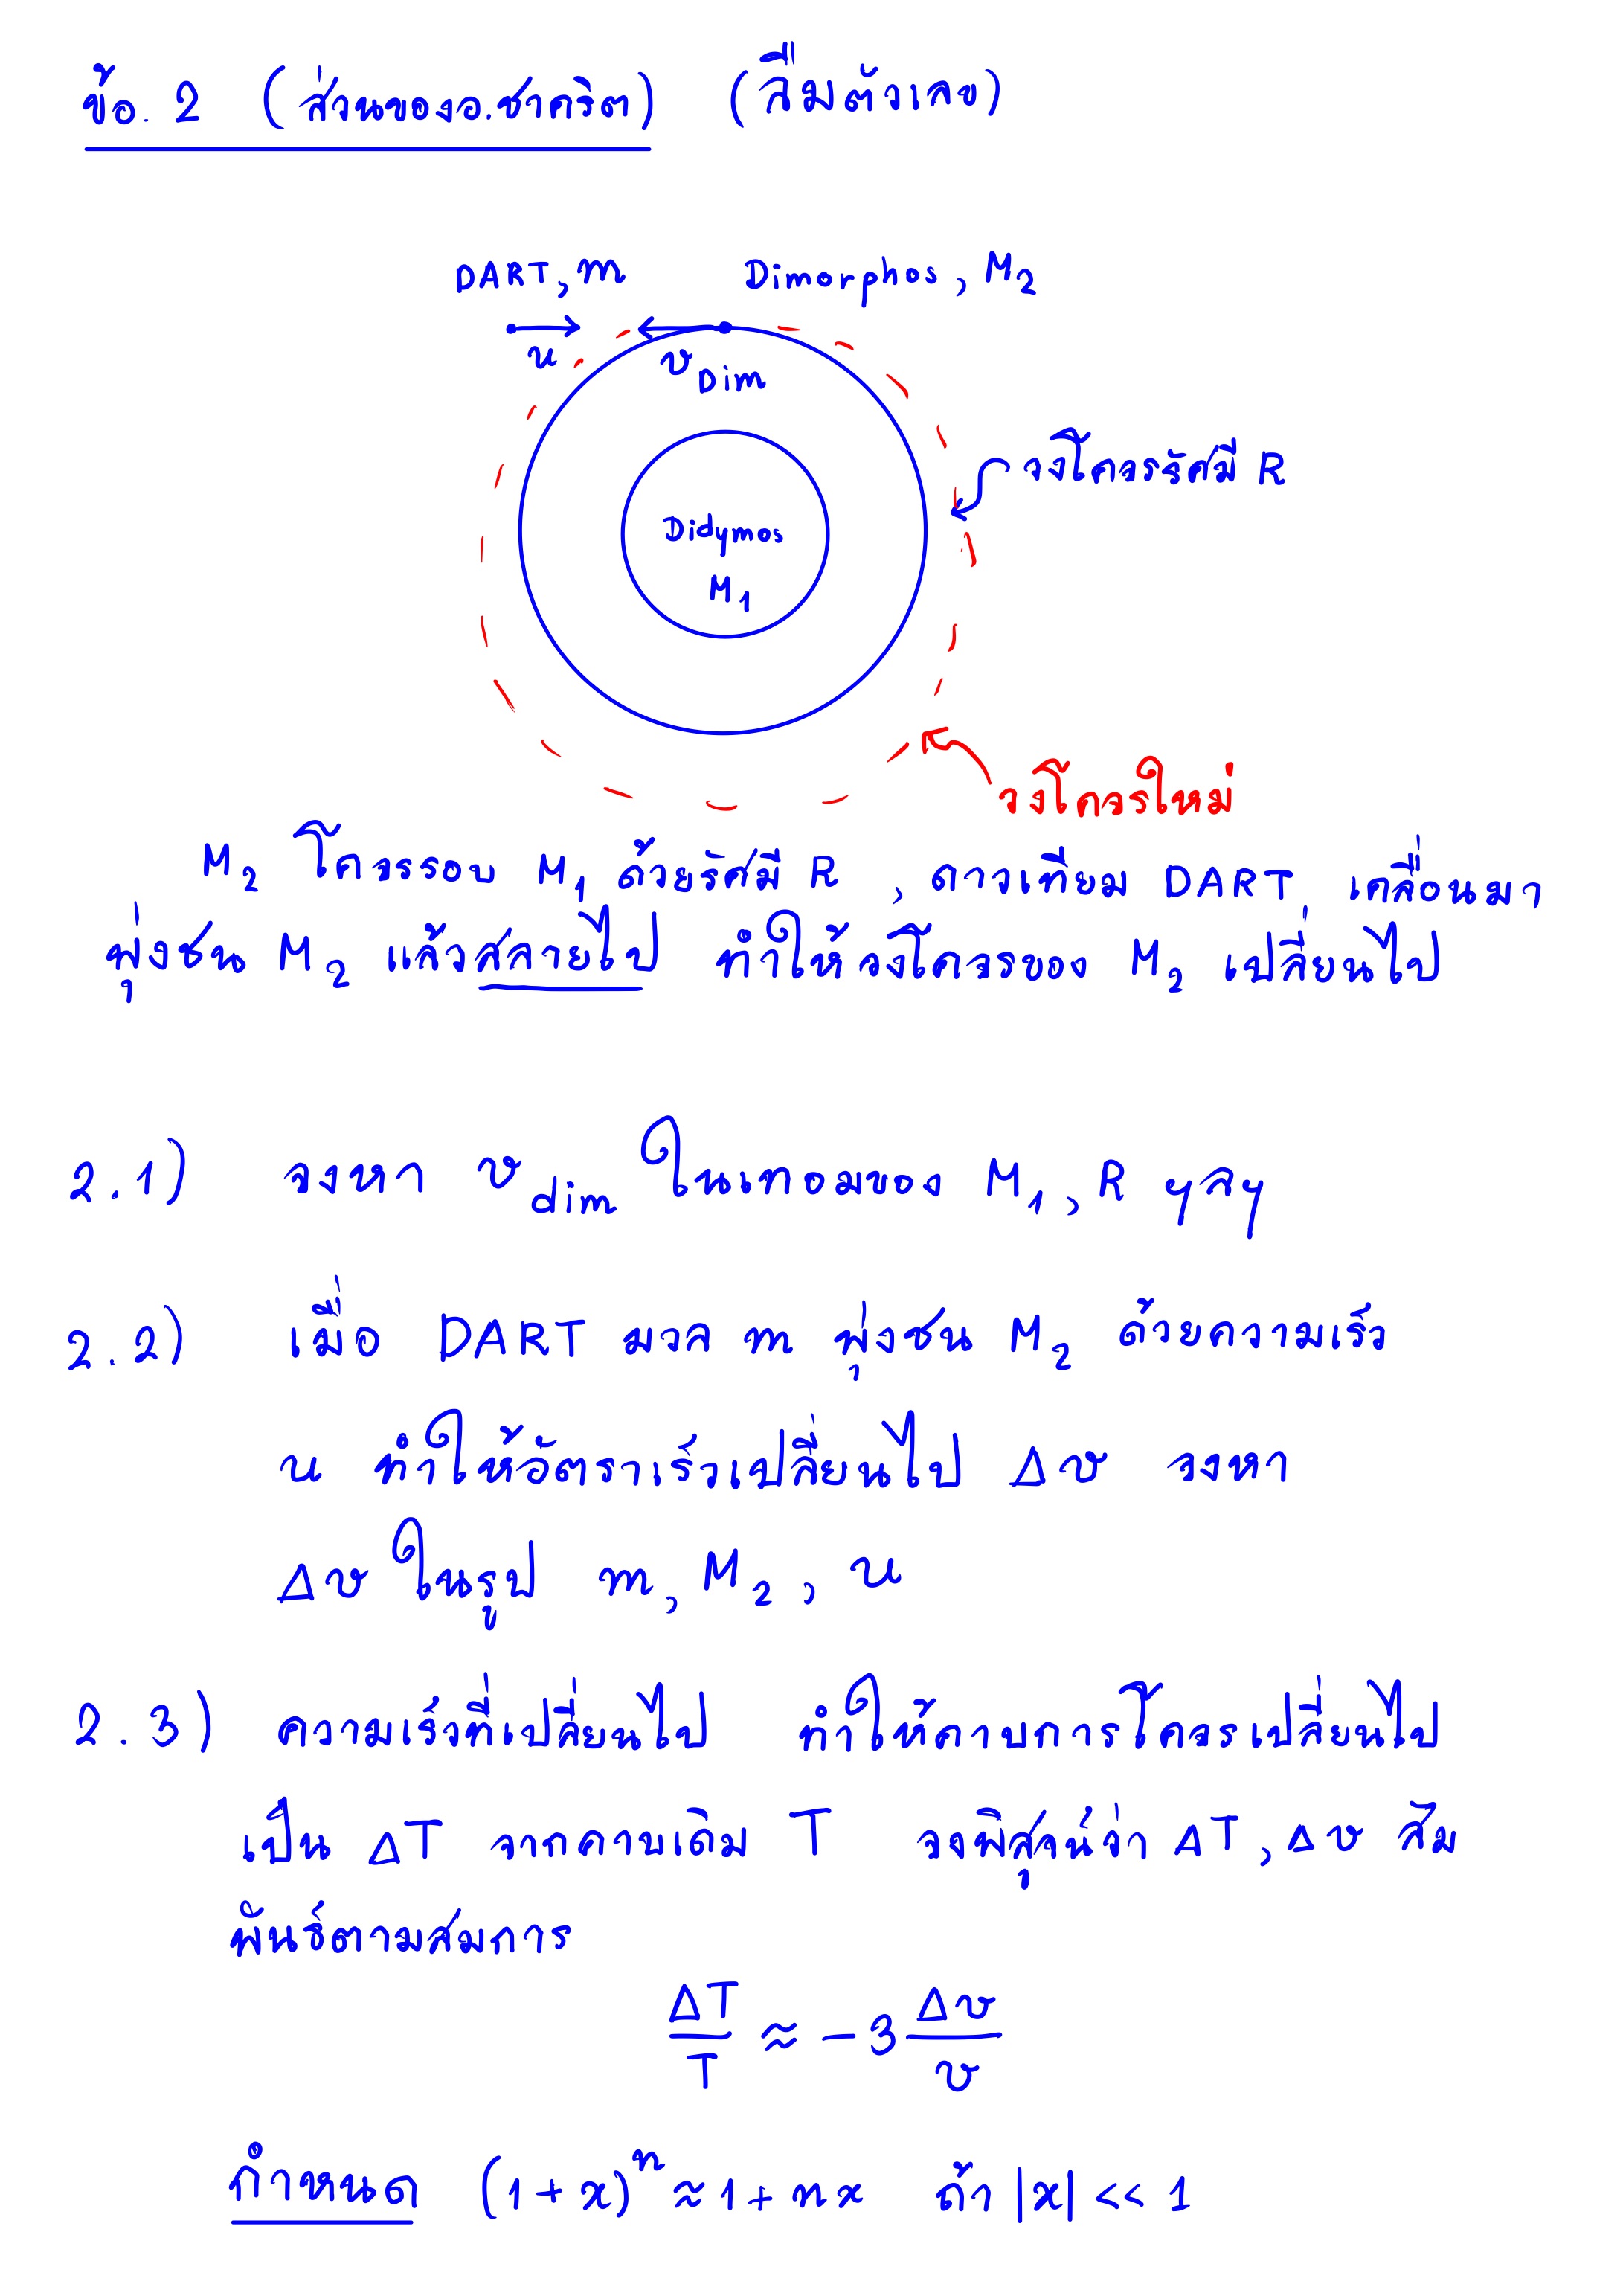 ข้อ. 2 (ส่วนของอ.ชาคริต) (ลืมตัวเลข)
DART, m Dimorphos, M₂
u v_Dim
วงโคจรรัศมี R
Didymos
M₁
วงโคจรใหม่
M₂ โคจรรอบ M₁ ด้วยรัศมี R , ดาวเทียม DART เคลื่อนมา
พุ่งชน M₂ แล้วสลายไป ทำให้วงโคจรของ M₂ เปลี่ยนไป
2.1) จงหา v_dim ในเทอมของ M₁, R ฯลฯ
2.2) เมื่อ DART มวล m พุ่งชน M₂ ด้วยความเร็ว
u ทำให้อัตราเร็วเปลี่ยนไป Δv จงหา
Δv ในรูป m, M₂, u
2.3) ความเร็วที่เปลี่ยนไป ทำให้คาบการโคจรเปลี่ยนไป
เป็น ΔT จากคาบเดิม T จงพิสูจน์ว่า ΔT, Δv สัม
พันธ์ตามสมการ
ΔT/T ≈ -3 Δv/v
กำหนด (1+x)ⁿ ≈ 1+nx ถ้า |x| << 1